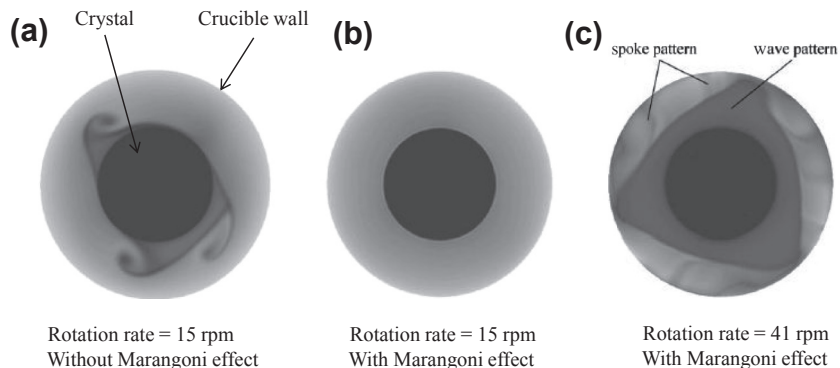 (a)
Crystal
Crucible wall
(b)
(c)
spoke pattern
wave pattern
Rotation rate = 15 rpm
Without Marangoni effect
Rotation rate = 15 rpm
With Marangoni effect
Rotation rate = 41 rpm
With Marangoni effect